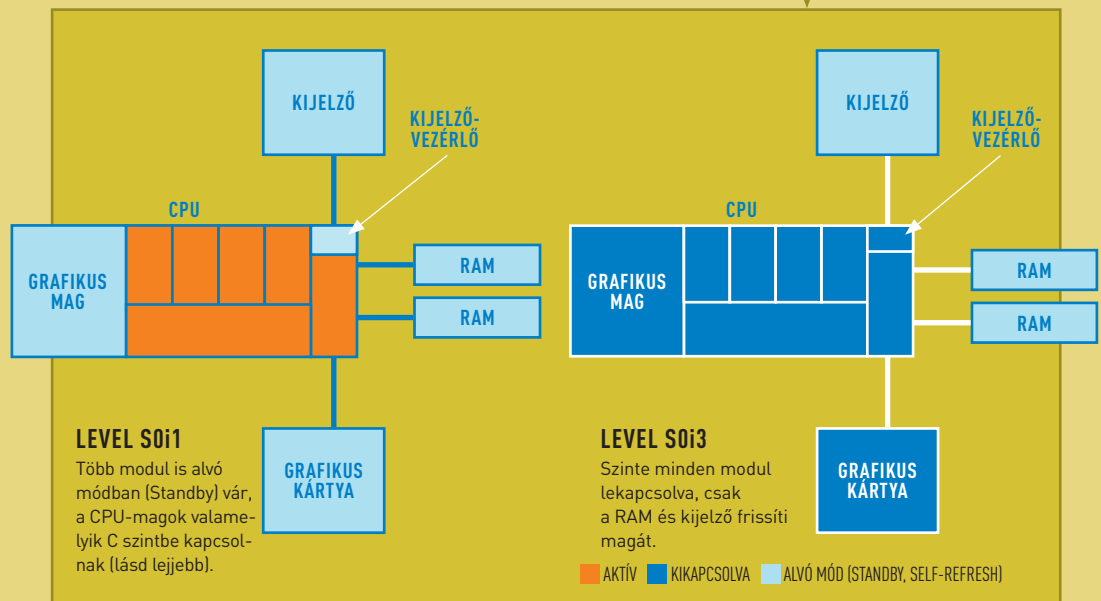 KIJELZŐ
KIJELZŐ-
VEZÉRLŐ
CPU
GRAFIKUS
MAG
RAM
RAM
LEVEL S0i1
Több modul is alvó
módban (Standby) vár,
a CPU-magok valame-
lyik C szintbe kapcsol-
nak (lásd lejjebb).
GRAFIKUS
KÁRTYA
KIJELZŐ
KIJELZŐ-
VEZÉRLŐ
CPU
GRAFIKUS
MAG
RAM
RAM
LEVEL S0i3
Szinte minden modul
lekapcsolva, csak
a RAM és kijelző frissíti
magát.
GRAFIKUS
KÁRTYA
AKTÍV KIKAPCSOLVA ALVÓ MÓD (STANDBY, SELF-REFRESH)